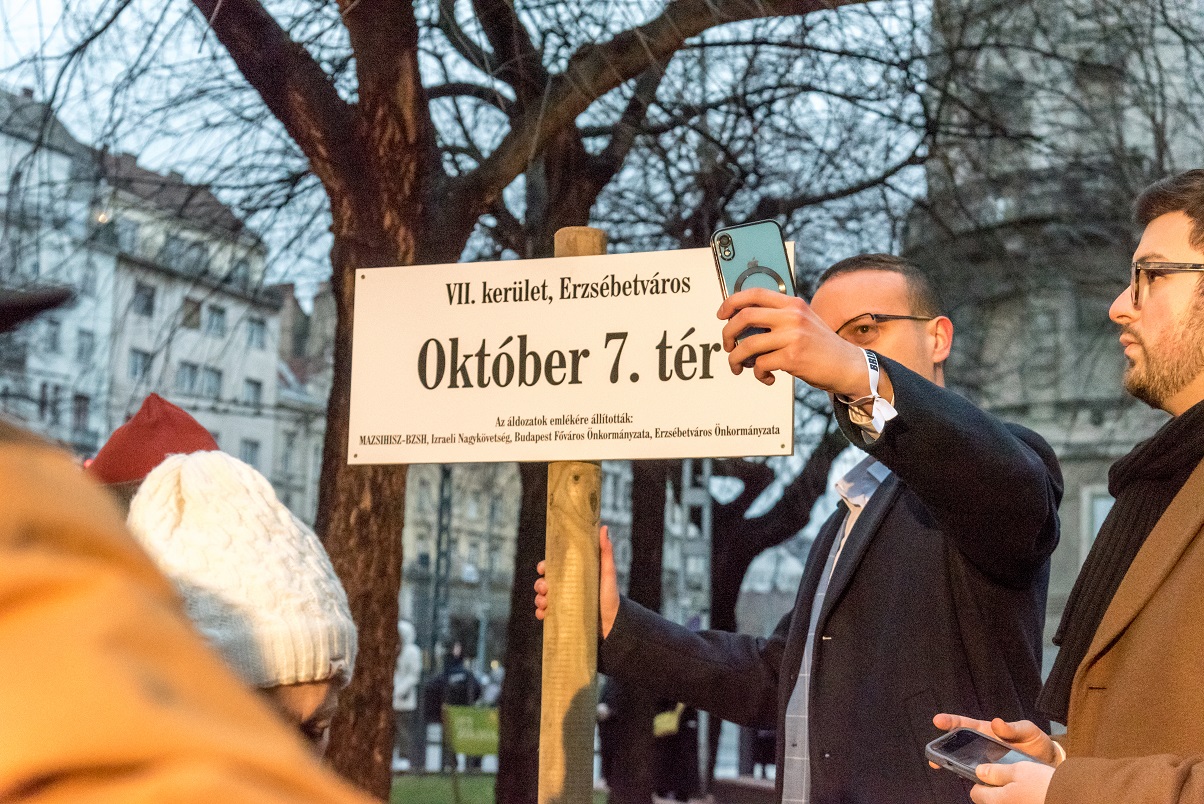 VII. kerület, Erzsébetváros
Október 7. tér
Az áldozatok emlékére állították:
MAZSIHISZ-BZSH, Izraeli Nagykövetség, Budapest Főváros Önkormányzata, Erzsébetváros Önkormányzata